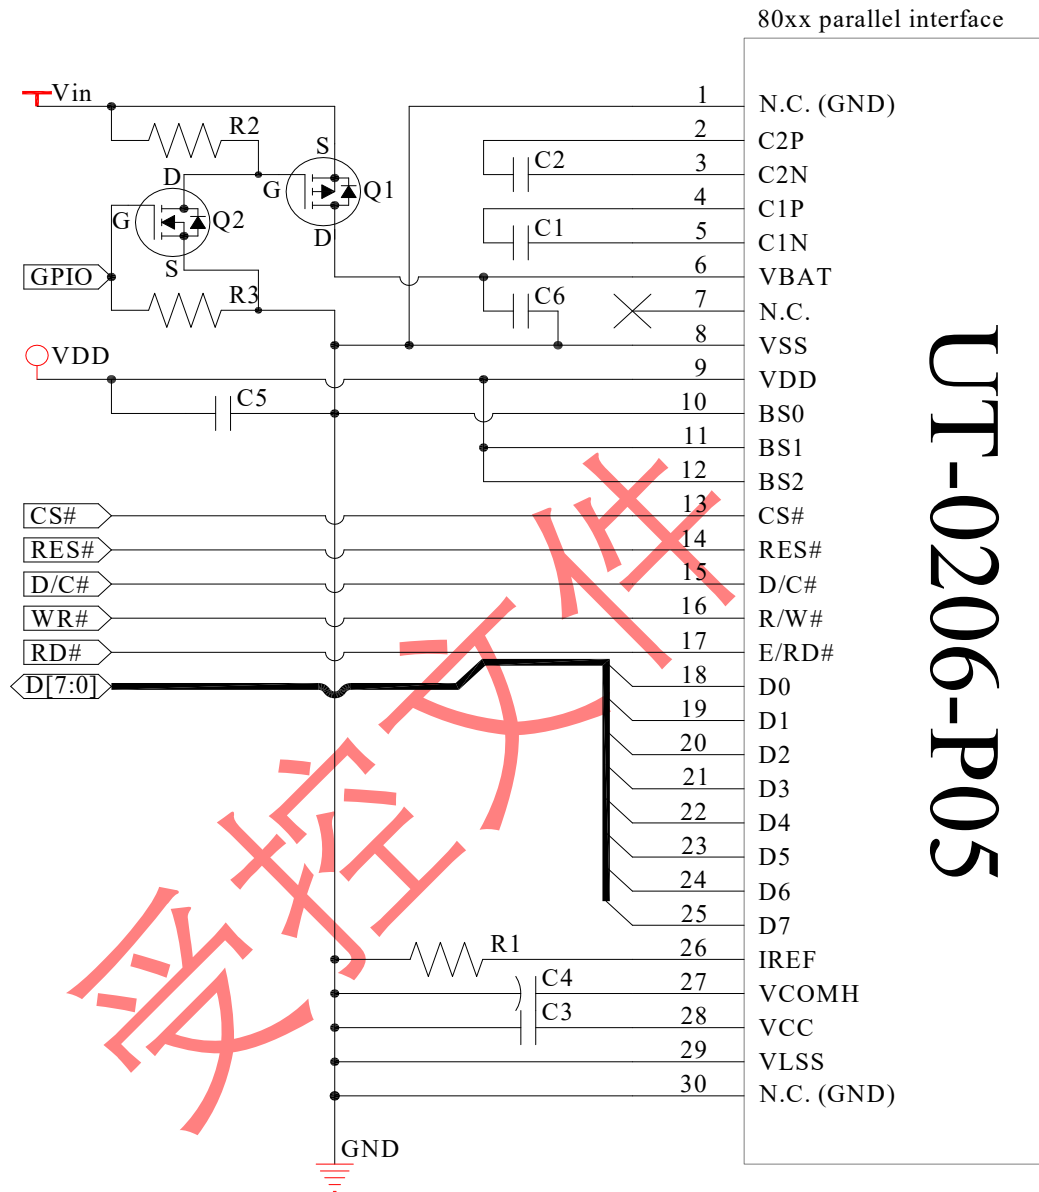 80xx parallel interface
Vin
R2
S
D
G
Q1
G
Q2
D
S
GPIO
R3
VDD
C5
CS#
RES#
D/C#
WR#
RD#
D[7:0]
C2
C1
C6
R1
C4
C3
GND
1 N.C. (GND)
2 C2P
3 C2N
4 C1P
5 C1N
6 VBAT
7 N.C.
8 VSS
9 VDD
10 BS0
11 BS1
12 BS2
13 CS#
14 RES#
15 D/C#
16 R/W#
17 E/RD#
18 D0
19 D1
20 D2
21 D3
22 D4
23 D5
24 D6
25 D7
26 IREF
27 VCOMH
28 VCC
29 VLSS
30 N.C. (GND)
UT-0206-P05
受控文件